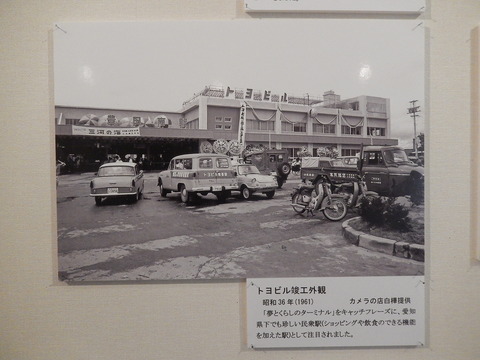 トヨビル
トヨビル竣工外観
昭和36年(1961) カメラの店白樺提供
「夢とくらしのターミナル」をキャッチフレーズに、愛知
県下でも珍しい民衆駅(ショッピングや飲食のできる機能
を加えた駅)として注目されました。